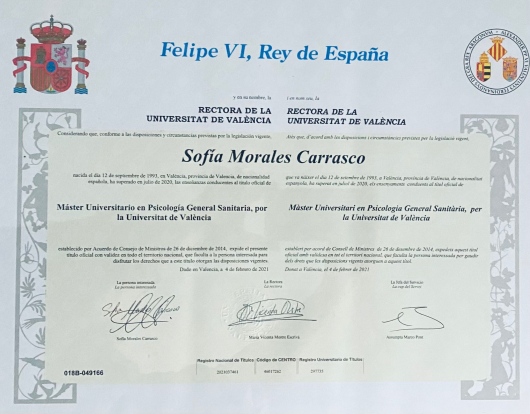 Felipe VI, Rey de España
y en su nombre, la
RECTORA DE LA
UNIVERSITAT DE VALÈNCIA
i en nom seu, la
RECTORA DE LA
UNIVERSITAT DE VALÈNCIA
Considerando que, conforme a las disposiciones y circunstancias previstas por la legislación vigente,
Atés que, d'acord amb les disposicions i circumstàncies previstes per la legislació vigent,
Sofía Morales Carrasco
nacida el día 12 de septiembre de 1993, en València, provincia de Valencia, de nacionalidad
española, ha superado en julio de 2020, las enseñanzas conducentes al título oficial de
que va nàixer el dia 12 de setembre de 1993, a València, província de València, de nacionalitat
espanyola, ha superat en juliol de 2020, els ensenyaments conduents al títol oficial de
Máster Universitario en Psicología General Sanitaria, por
la Universitat de València
Màster Universitari en Psicologia General Sanitària, per
la Universitat de València
establecido por Acuerdo de Consejo de Ministros de 26 de diciembre de 2014, expide el presente
título oficial con validez en todo el territorio nacional, que faculta a la persona interesada para
disfrutar los derechos que a este título otorgan las disposiciones vigentes.
Dado en Valencia, a 4 de febrero de 2021
establert per acord de Consell de Ministres de 26 de desembre de 2014, expedeix aquest títol
oficial amb validesa en tot el territori nacional, que faculta la persona interessada per gaudir
dels drets que les disposicions vigents atorguen a aquest títol.
Donat a València, el 4 de febrer de 2021
La persona interesada
La persona interessada
La Rectora
La rectora
Sofía Morales Carrasco
María Vicenta Mestre Escrivà
018B-049166
Registro Nacional de Títulos
Código de CENTRO
Registro Universitario de Títulos